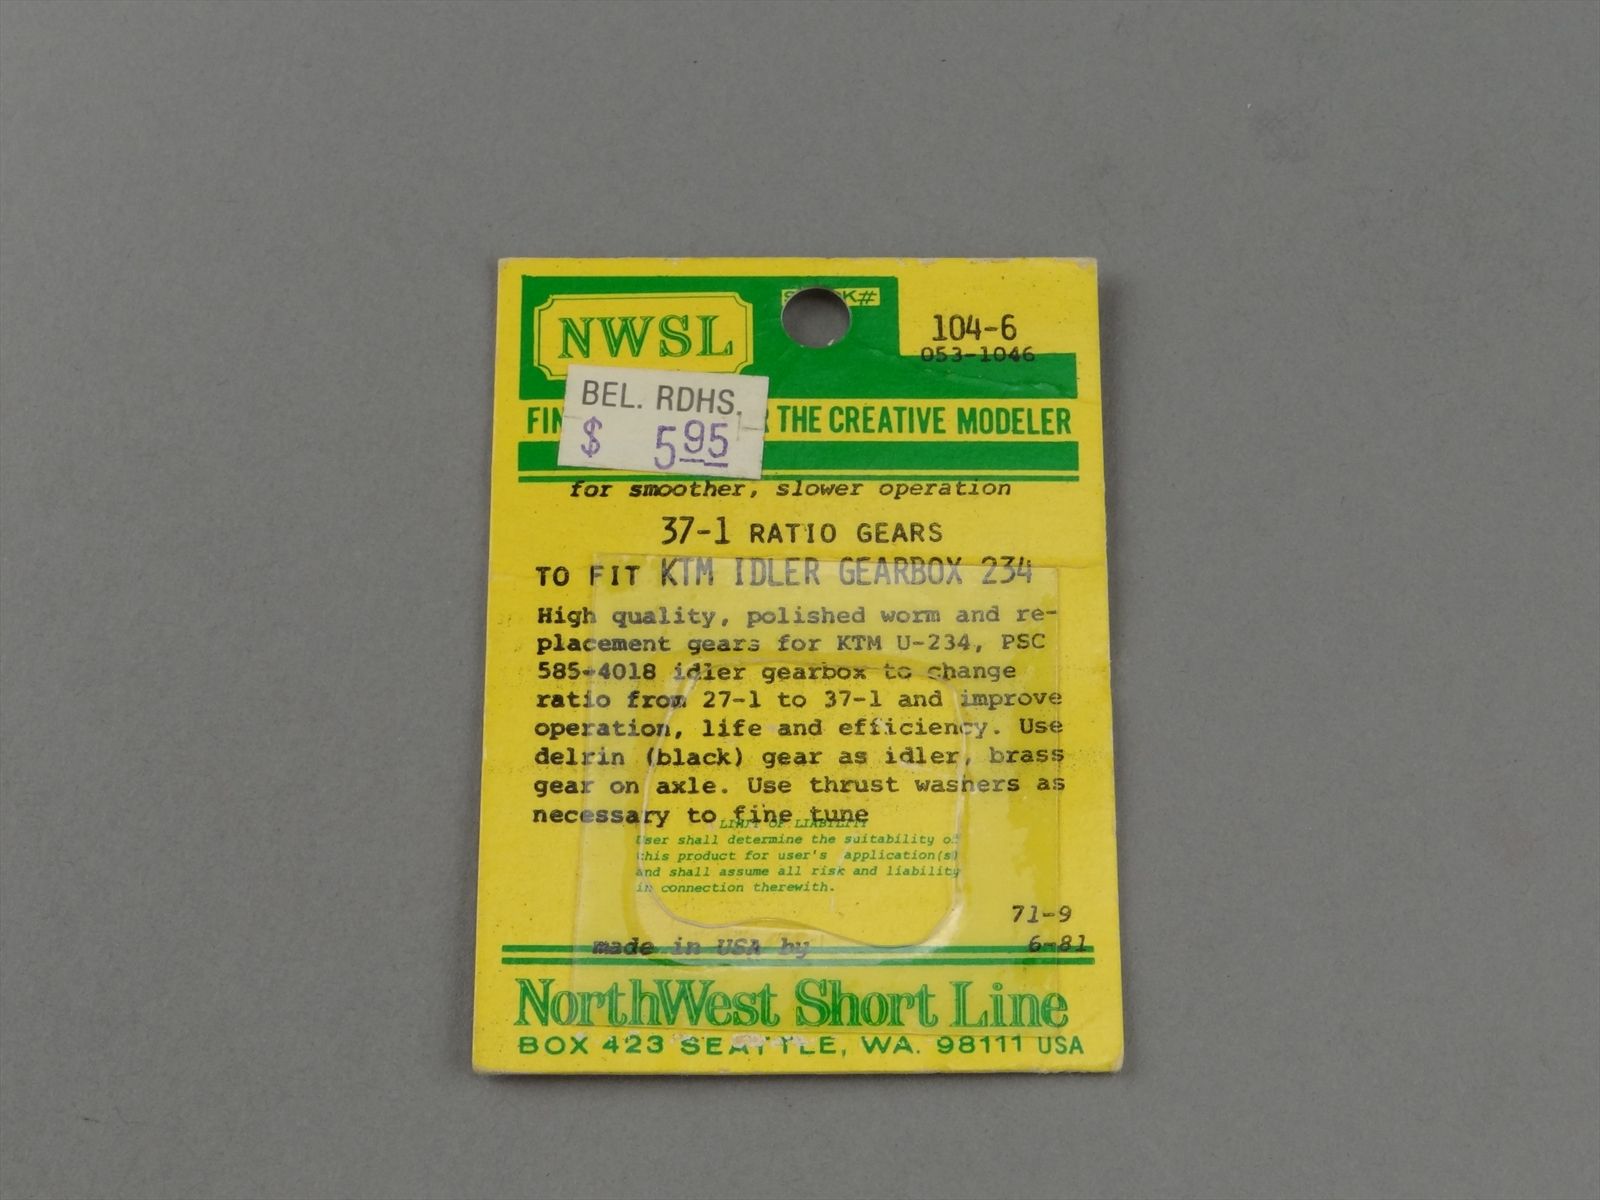 NWSL
104-6
053-1046
BEL. RDHS.
$ 5.95
THE CREATIVE MODELER
for smoother, slower operation
37-1 RATIO GEARS
TO FIT KTM IDLER GEARBOX 234
High quality, polished worm and re-
placement gears for KTM U-234, PSC
585-4018 idler gearbox to change
ratio from 27-1 to 37-1 and improve
operation, life and efficiency. Use
delrin (black) gear as idler, brass
gear on axle. Use thrust washers as
necessary to fine tune
LIMIT OF LIABILITY
User shall determine the suitability of
this product for user's application(s)
and shall assume all risk and liability
in connection therewith.
71-9
made in USA by 6-81
NorthWest Short Line
BOX 423 SEATTLE, WA. 98111 USA